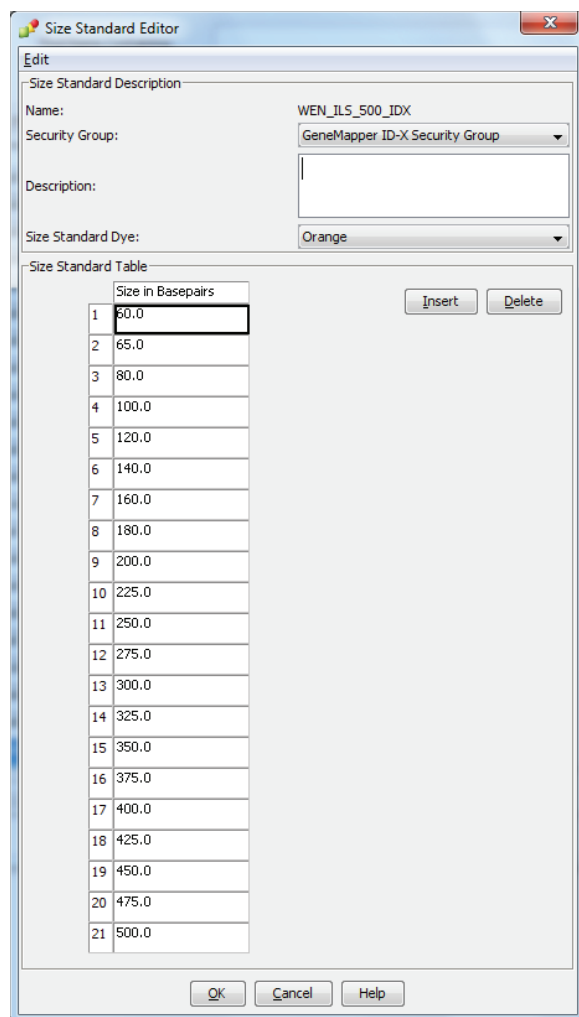 Size Standard Editor
Edit
Size Standard Description
Name: WEN_ILS_500_IDX
Security Group: GeneMapper ID-X Security Group
Description:
Size Standard Dye: Orange
Size Standard Table
Size in Basepairs
Insert Delete
1 60.0
2 65.0
3 80.0
4 100.0
5 120.0
6 140.0
7 160.0
8 180.0
9 200.0
10 225.0
11 250.0
12 275.0
13 300.0
14 325.0
15 350.0
16 375.0
17 400.0
18 425.0
19 450.0
20 475.0
21 500.0
OK Cancel Help